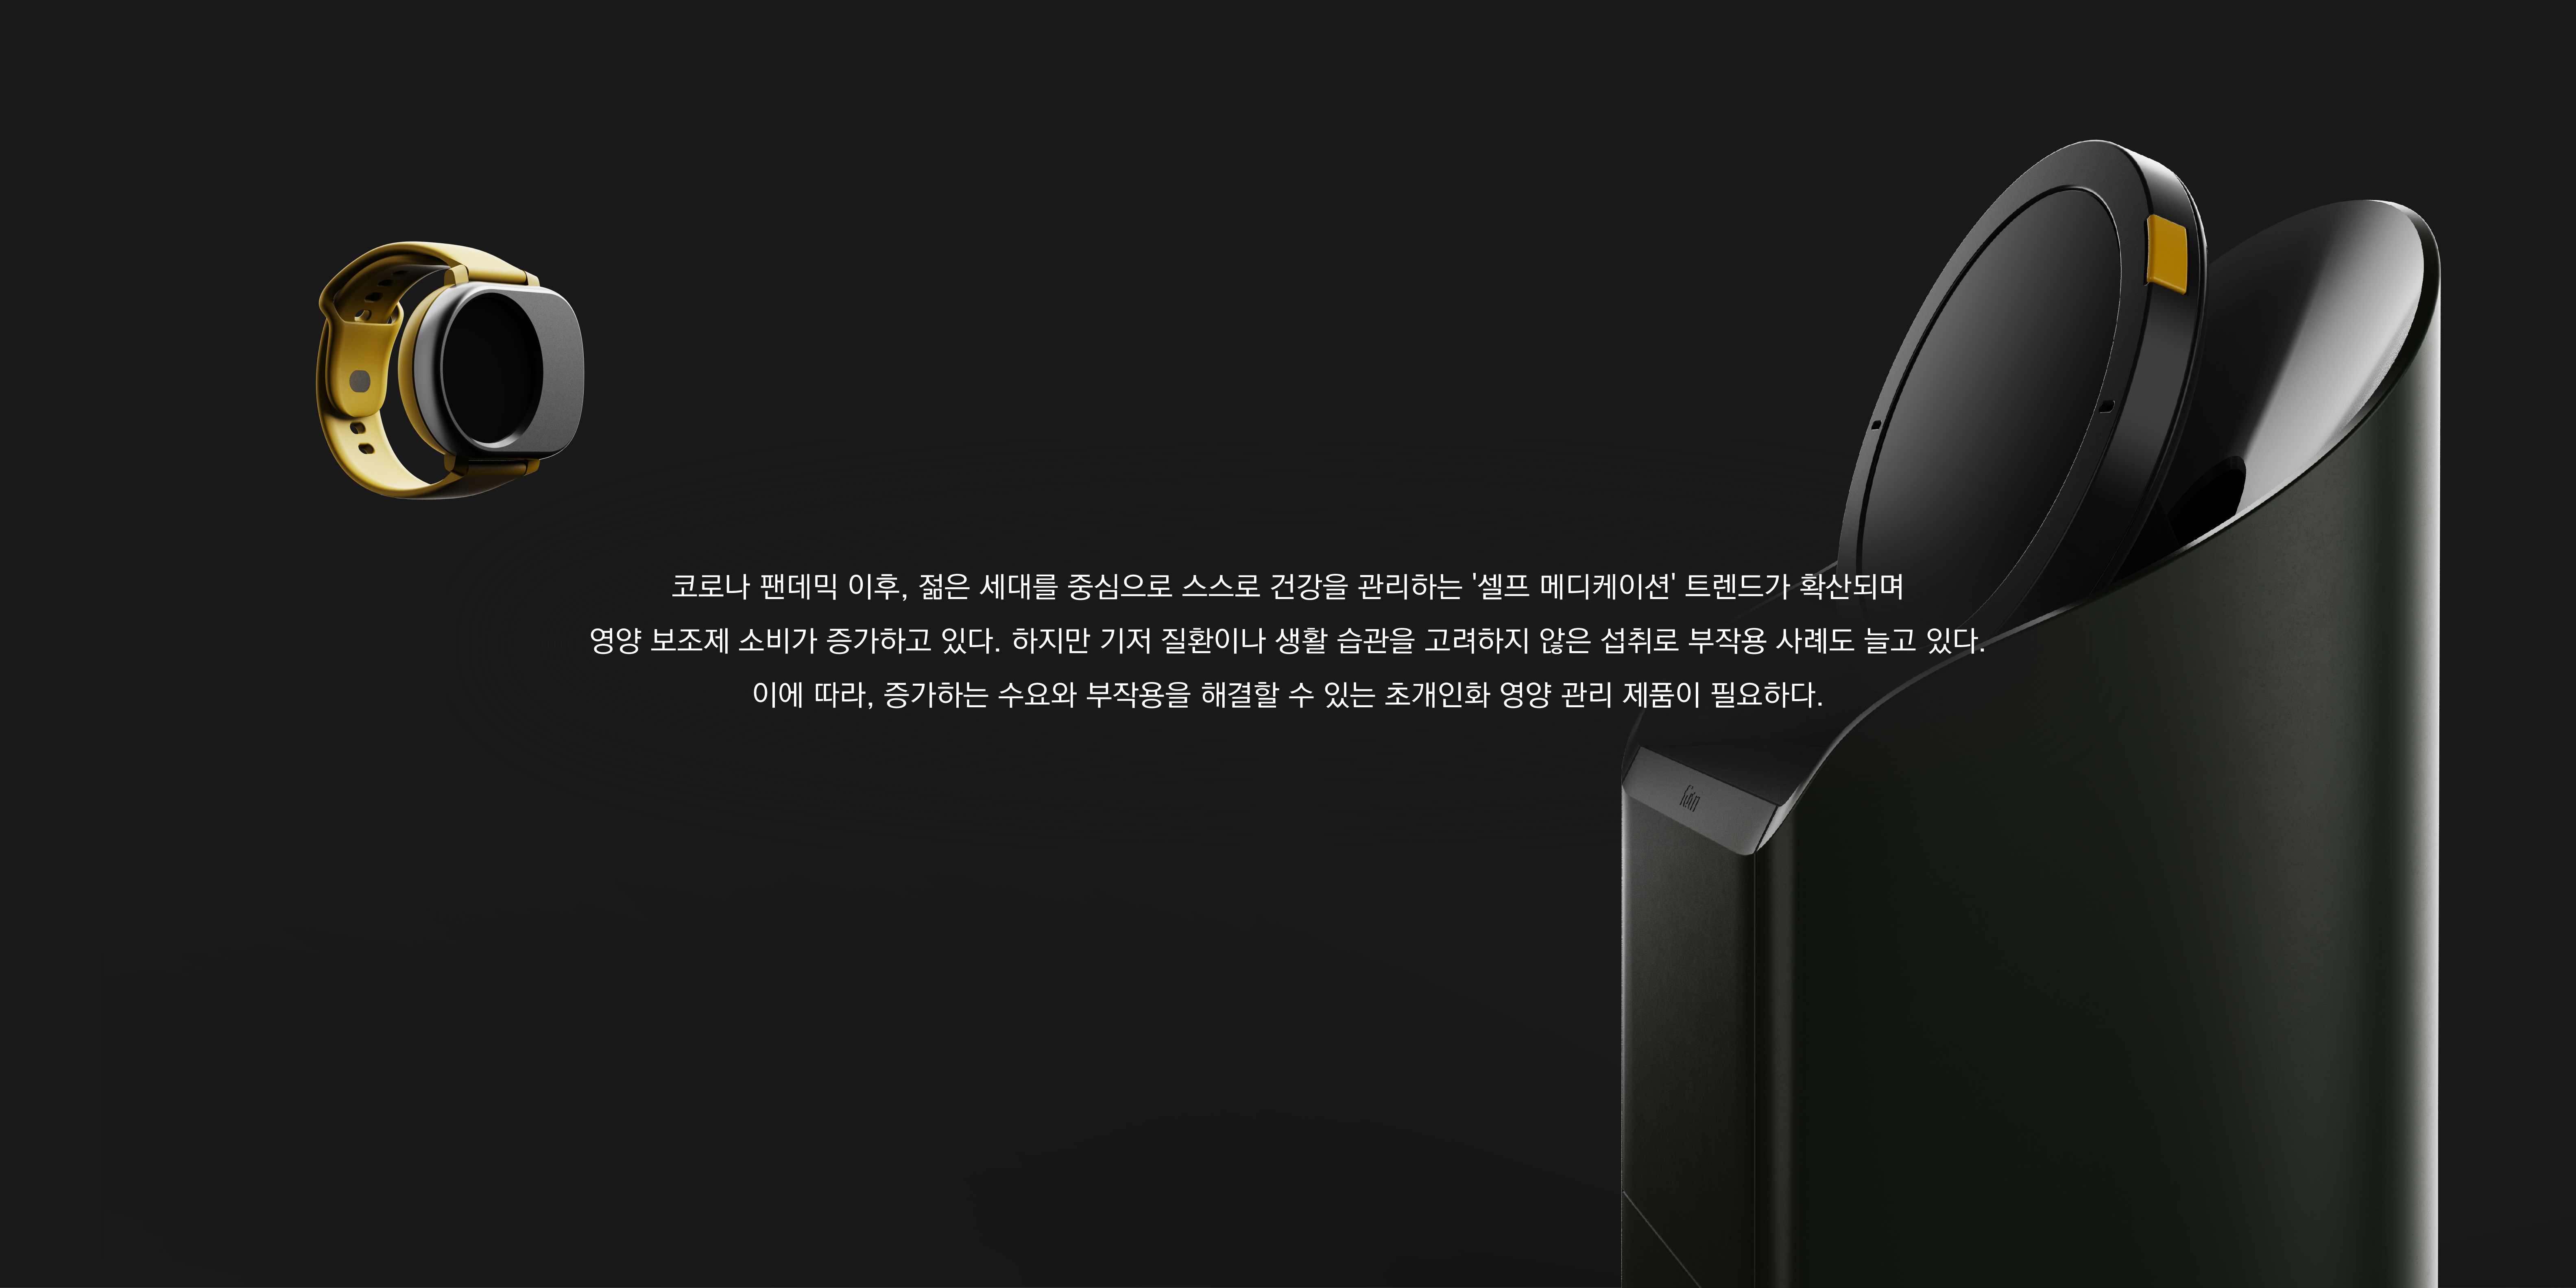 코로나 팬데믹 이후, 젊은 세대를 중심으로 스스로 건강을 관리하는 '셀프 메디케이션' 트렌드가 확산되며
영양 보조제 소비가 증가하고 있다. 하지만 기저 질환이나 생활 습관을 고려하지 않은 섭취로 부작용 사례도 늘고 있다.
이에 따라, 증가하는 수요와 부작용을 해결할 수 있는 초개인화 영양 관리 제품이 필요하다.